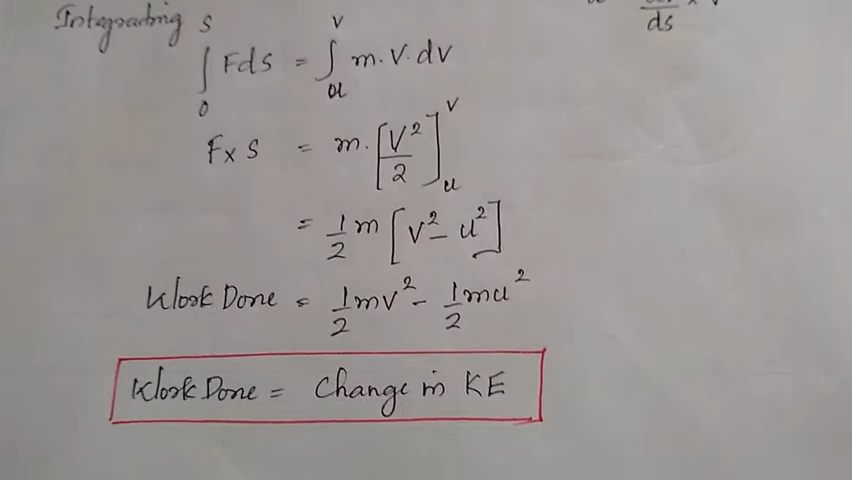 Integrating
∫₀ˢ F ds = ∫ᵤⱽ m. V. dV
F x S = m. [V²/2]ᵤⱽ
= 1/2 m [V² - u²]
Work Done = 1/2 mv² - 1/2 mu²
Work Done = Change in KE